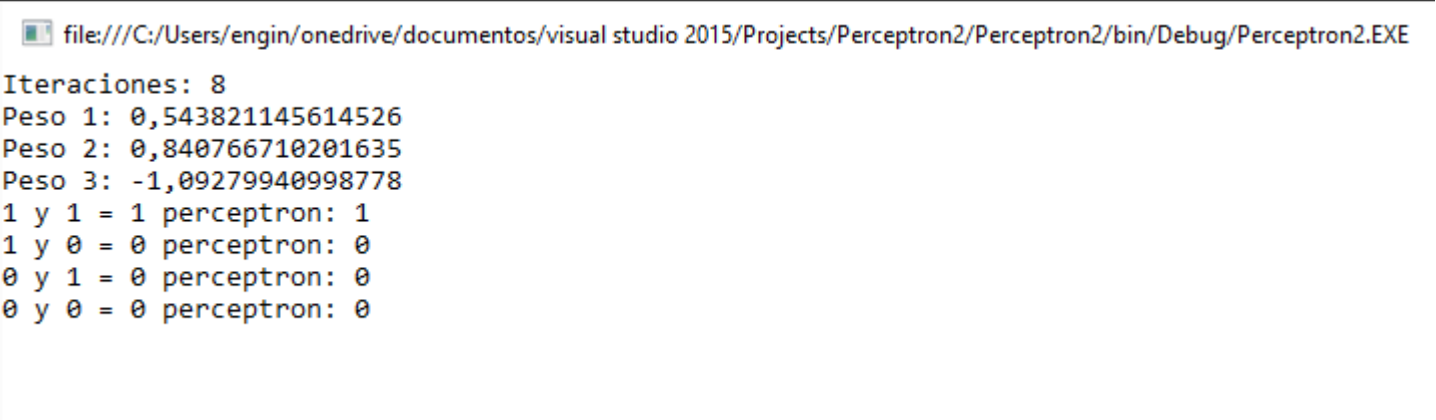 file:///C:/Users/engin/onedrive/documentos/visual studio 2015/Projects/Perceptron2/Perceptron2/bin/Debug/Perceptron2.EXE
Iteraciones: 8
Peso 1: 0,543821145614526
Peso 2: 0,840766710201635
Peso 3: -1,09279940998778
1 y 1 = 1 perceptron: 1
1 y 0 = 0 perceptron: 0
0 y 1 = 0 perceptron: 0
0 y 0 = 0 perceptron: 0